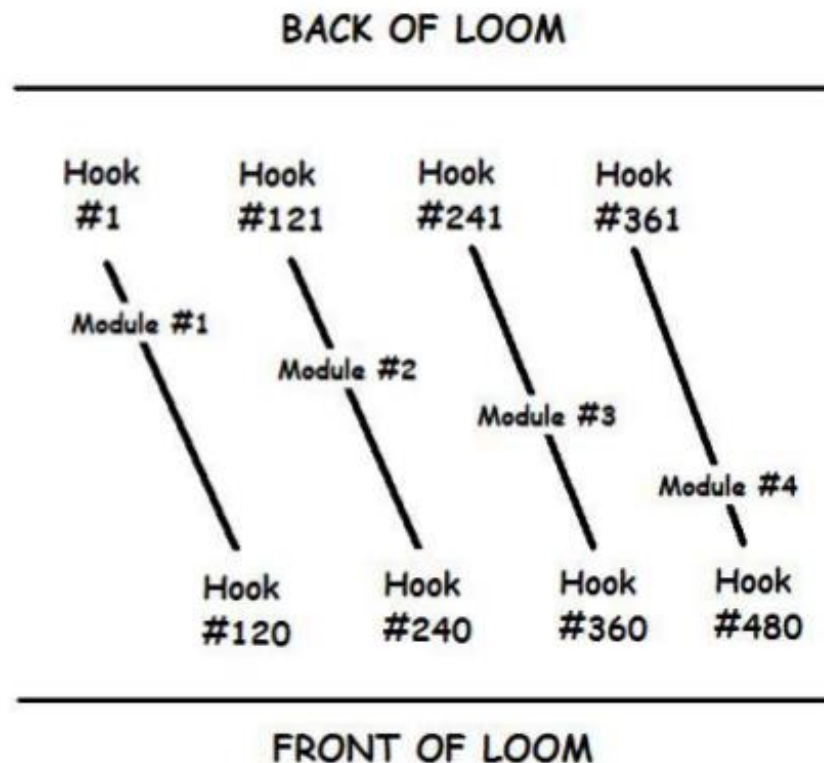 BACK OF LOOM
Hook #1
Hook #121
Hook #241
Hook #361
Module #1
Module #2
Module #3
Module #4
Hook #120
Hook #240
Hook #360
Hook #480
FRONT OF LOOM